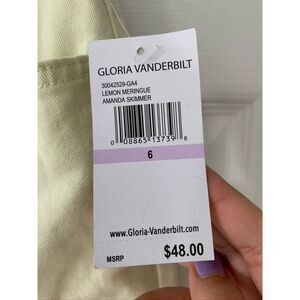 GLORIA VANDERBILT
30042529-GA4
LEMON MERINGUE
AMANDA SKIMMER
0 08865 13739 8
6
www.Gloria-Vanderbilt.com
MSRP $48.00